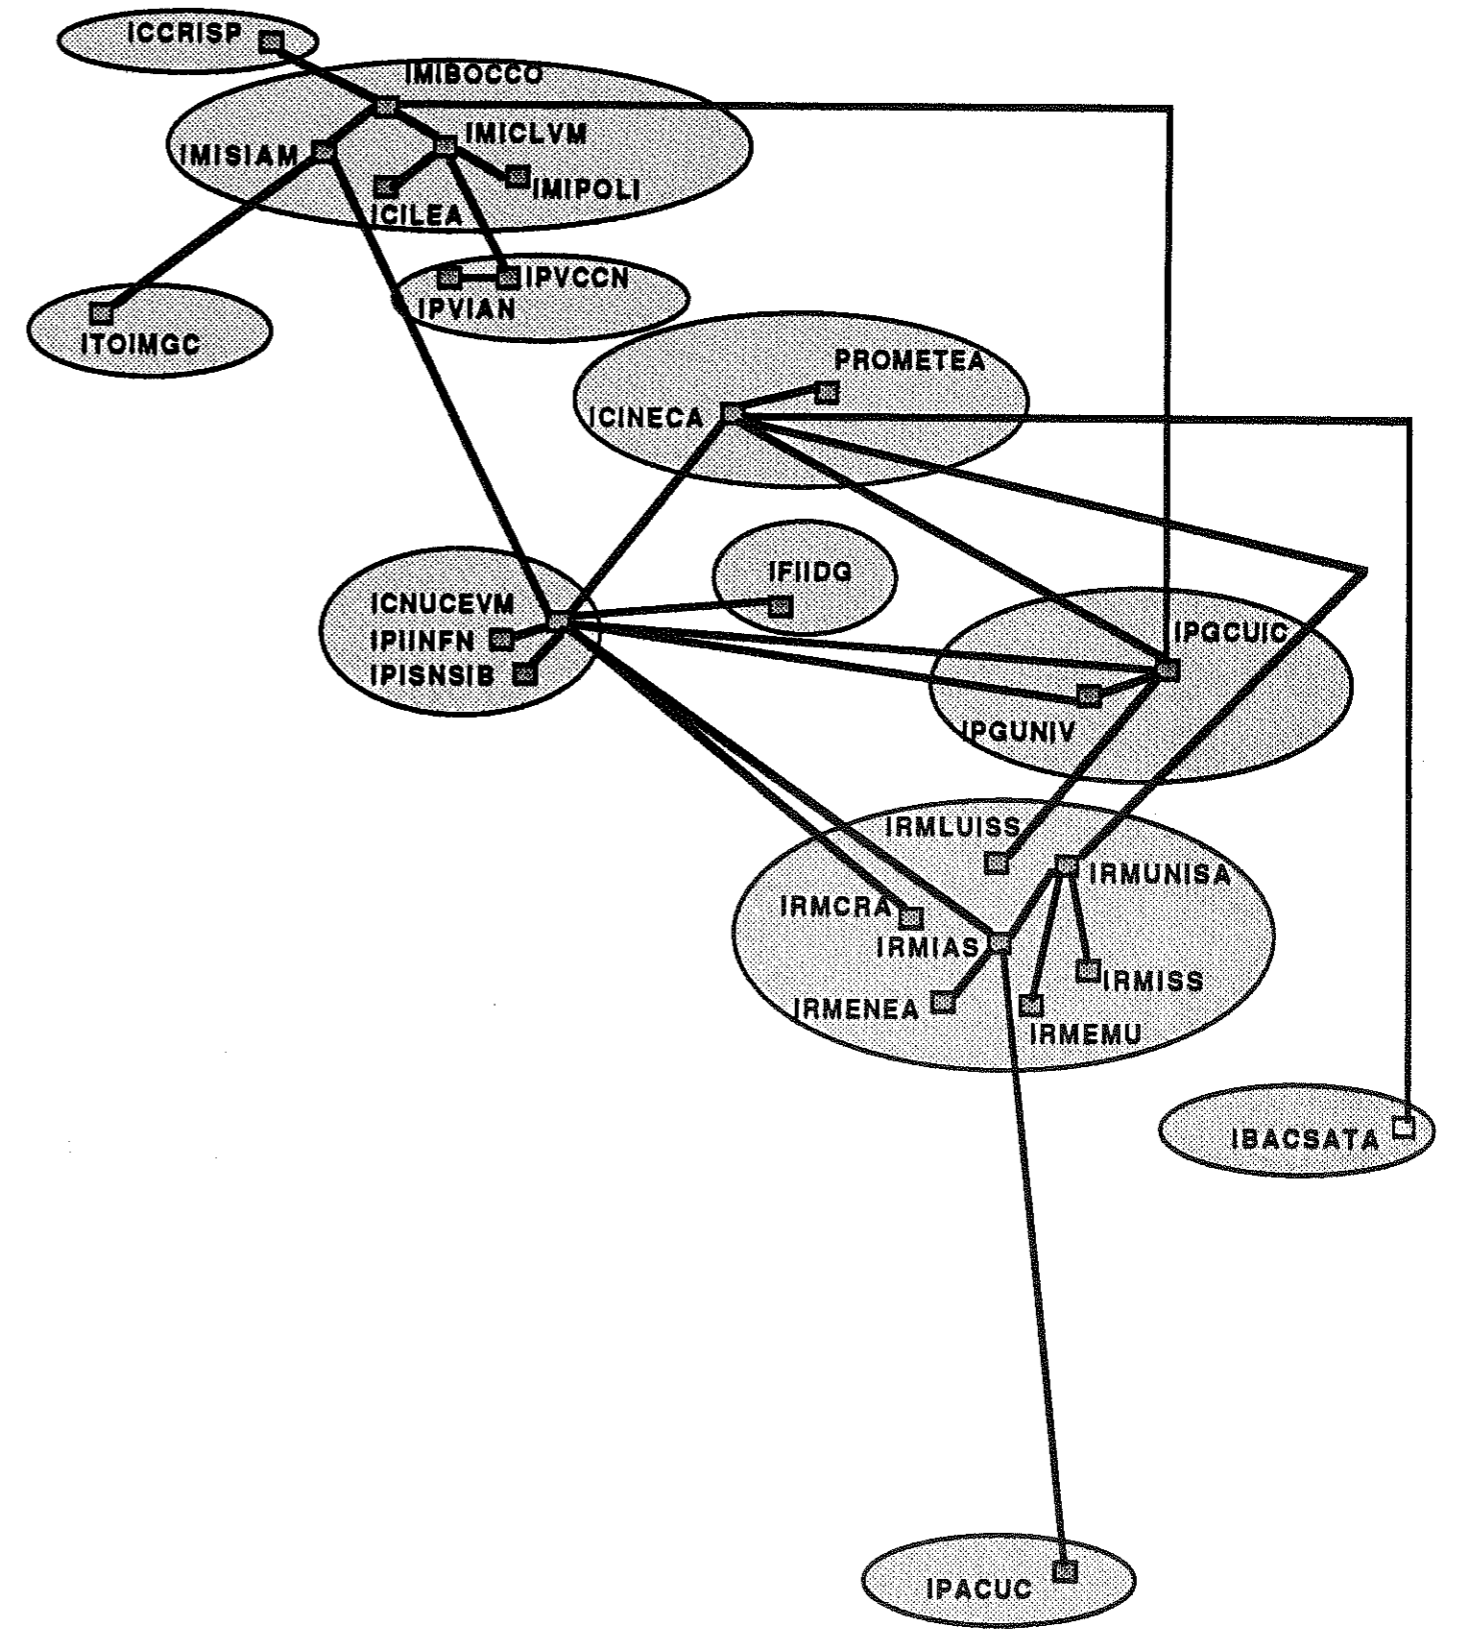 ICCRISP
IMIBOCCO
IMICLVM
IMISIAM
IMIPOLI
ICILEA
IPVCCN
IPVIAN
ITOIMGC
PROMETEA
ICINECA
IFIIDG
ICNUCEVM
IPGCUIC
IPIINFN
IPISNSIB
IPGUNIV
IRMLUISS
IRMUNISA
IRMCRA
IRMIAS
IRMISS
IRMENEA
IRMEMU
IBACSATA
IPACUC